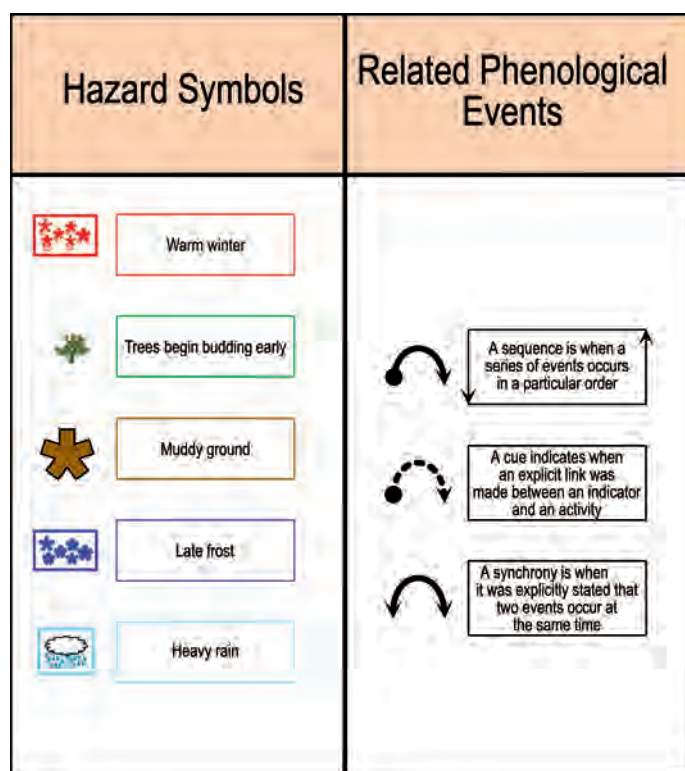 Hazard Symbols
Related Phenological
Events
Warm winter
Trees begin budding early
Muddy ground
Late frost
Heavy rain
A sequence is when a
series of events occurs
in a particular order
A cue indicates when
an explicit link was
made between an indicator
and an activity
A synchrony is when
it was explicitly stated that
two events occur at
the same time